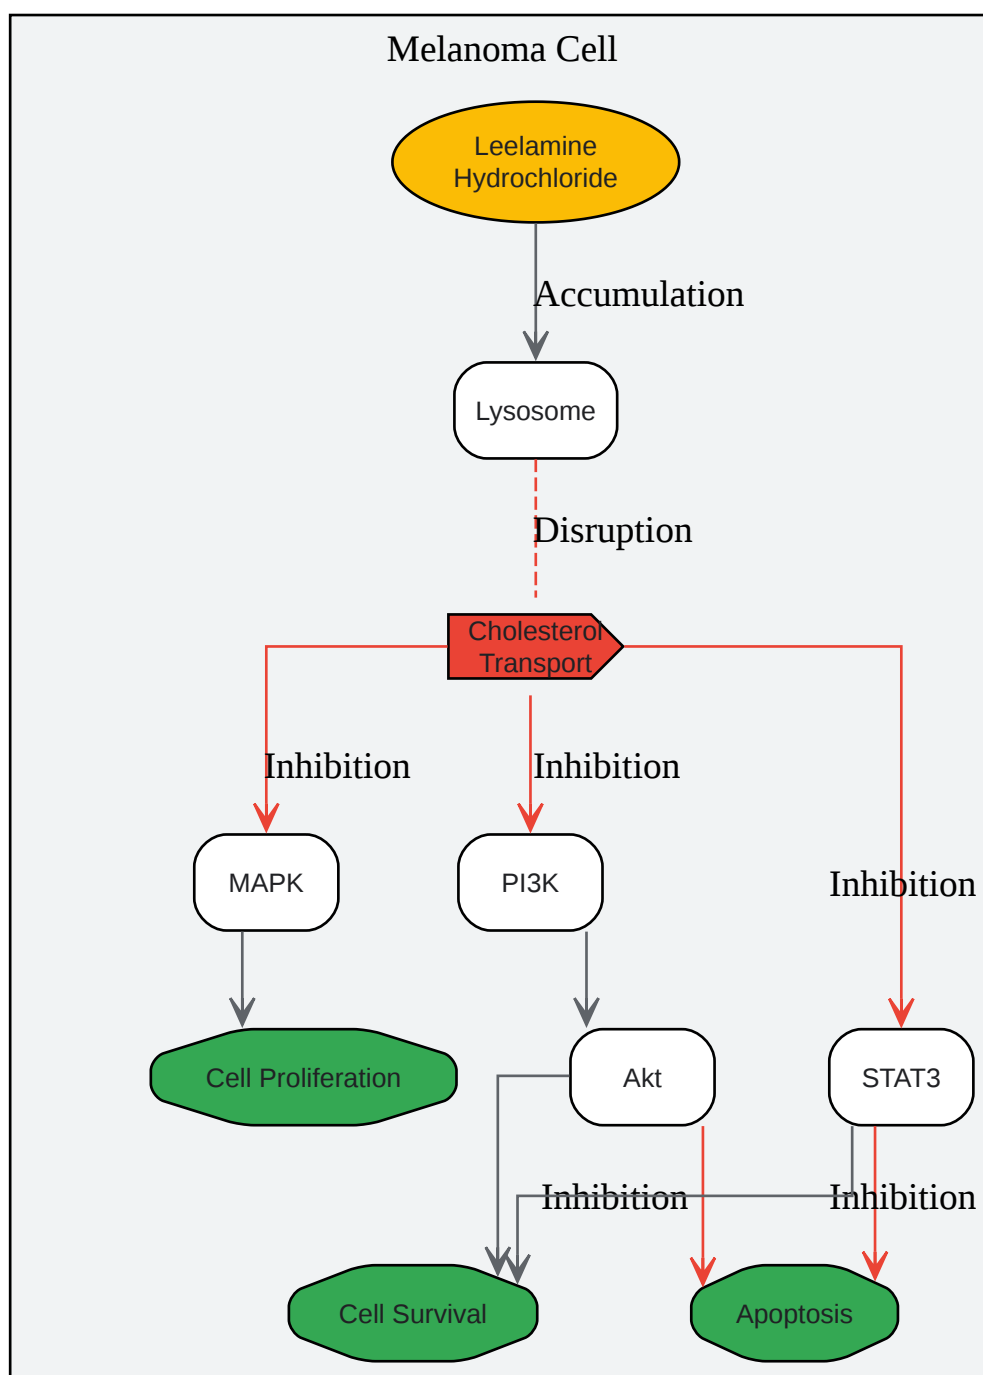 Melanoma Cell
Leelamine
Hydrochloride
Accumulation
Lysosome
Disruption
Cholesterol
Transport
Inhibition
Inhibition
MAPK
PI3K
Inhibition
Cell Proliferation
Akt
STAT3
Inhibition
Inhibition
Cell Survival
Apoptosis